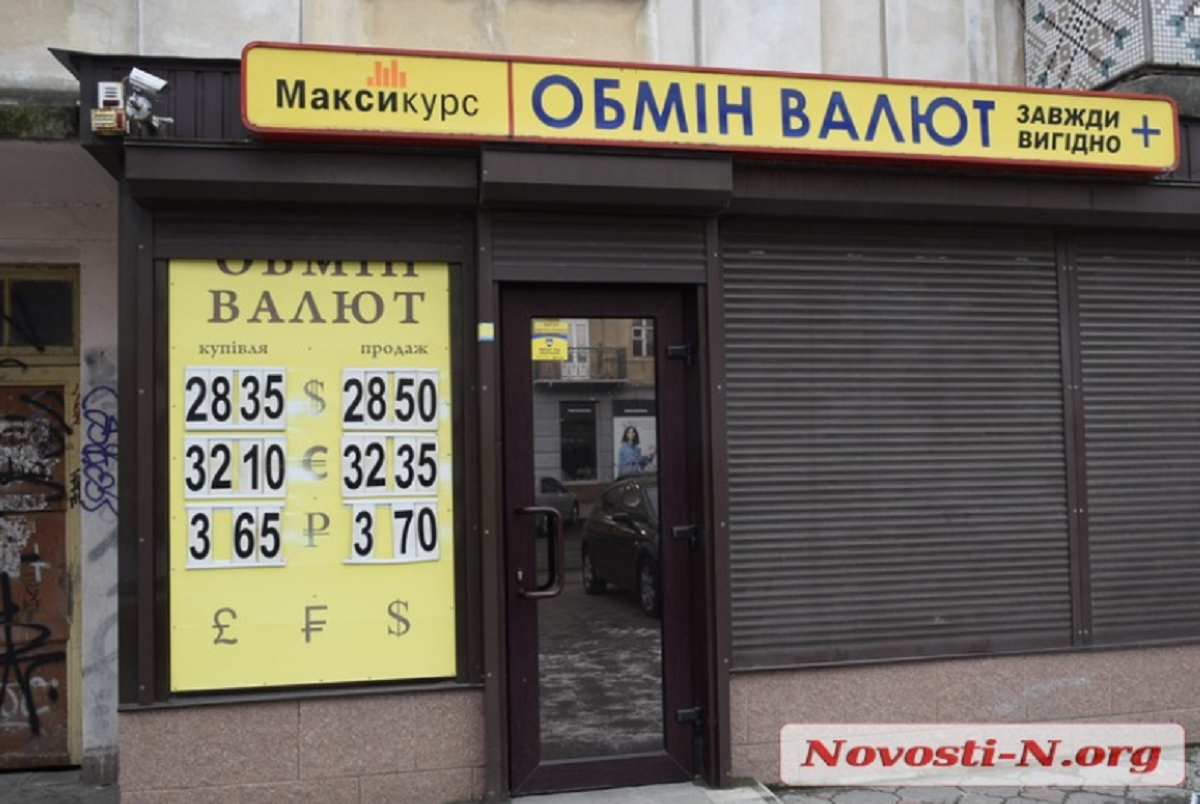 Максикурс
ОБМІН ВАЛЮТ
ЗАВЖДИ
ВИГІДНО +
ОБМІН
ВАЛЮТ
купівля - продаж
28 35 $ 28 50
32 10 € 32 35
3 65 ₽ 3 70
£ ₣ $
Novosti-N.org